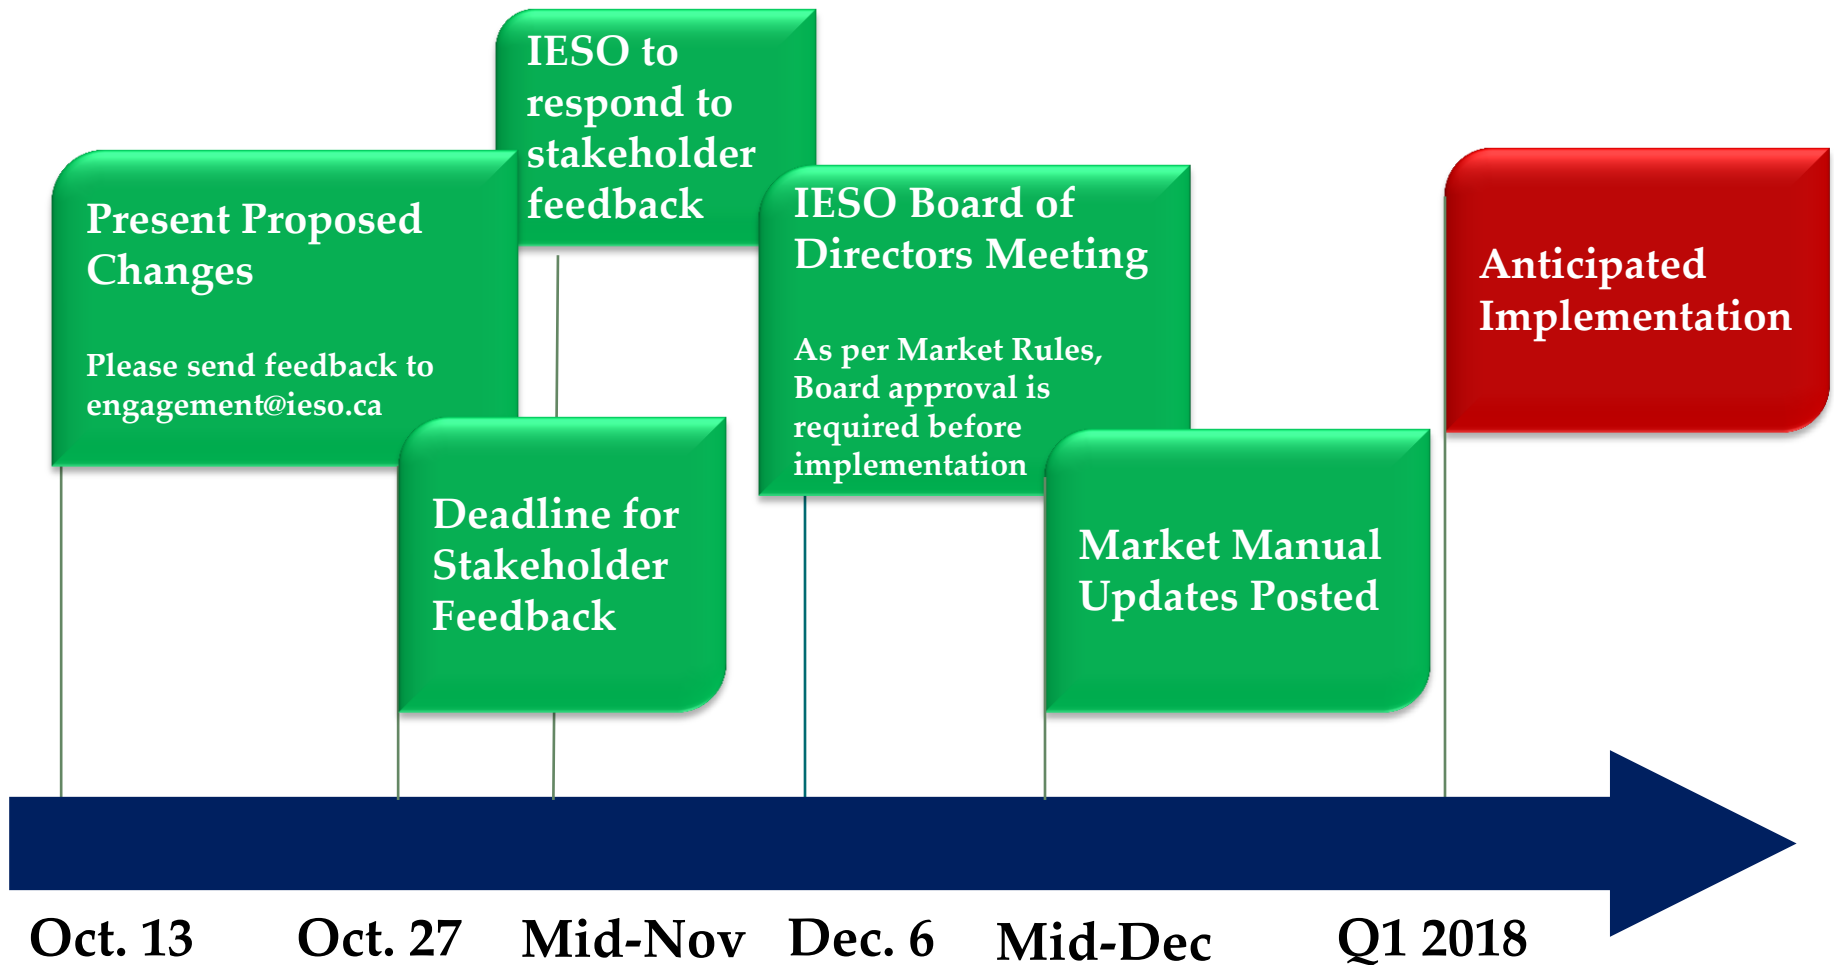 IESO to
respond to
stakeholder
feedback
Present Proposed
Changes
Please send feedback to
engagement@ieso.ca
IESO Board of
Directors Meeting
As per Market Rules,
Board approval is
required before
implementation
Anticipated
Implementation
Deadline for
Stakeholder
Feedback
Market Manual
Updates Posted
Oct. 13
Oct. 27
Mid-Nov
Dec. 6
Mid-Dec
Q1 2018